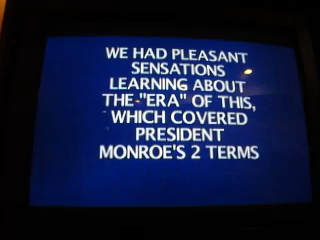 WE HAD PLEASANT
SENSATIONS
LEARNING ABOUT
THE "ERA" OF THIS,
WHICH COVERED
PRESIDENT
MONROE'S 2 TERMS